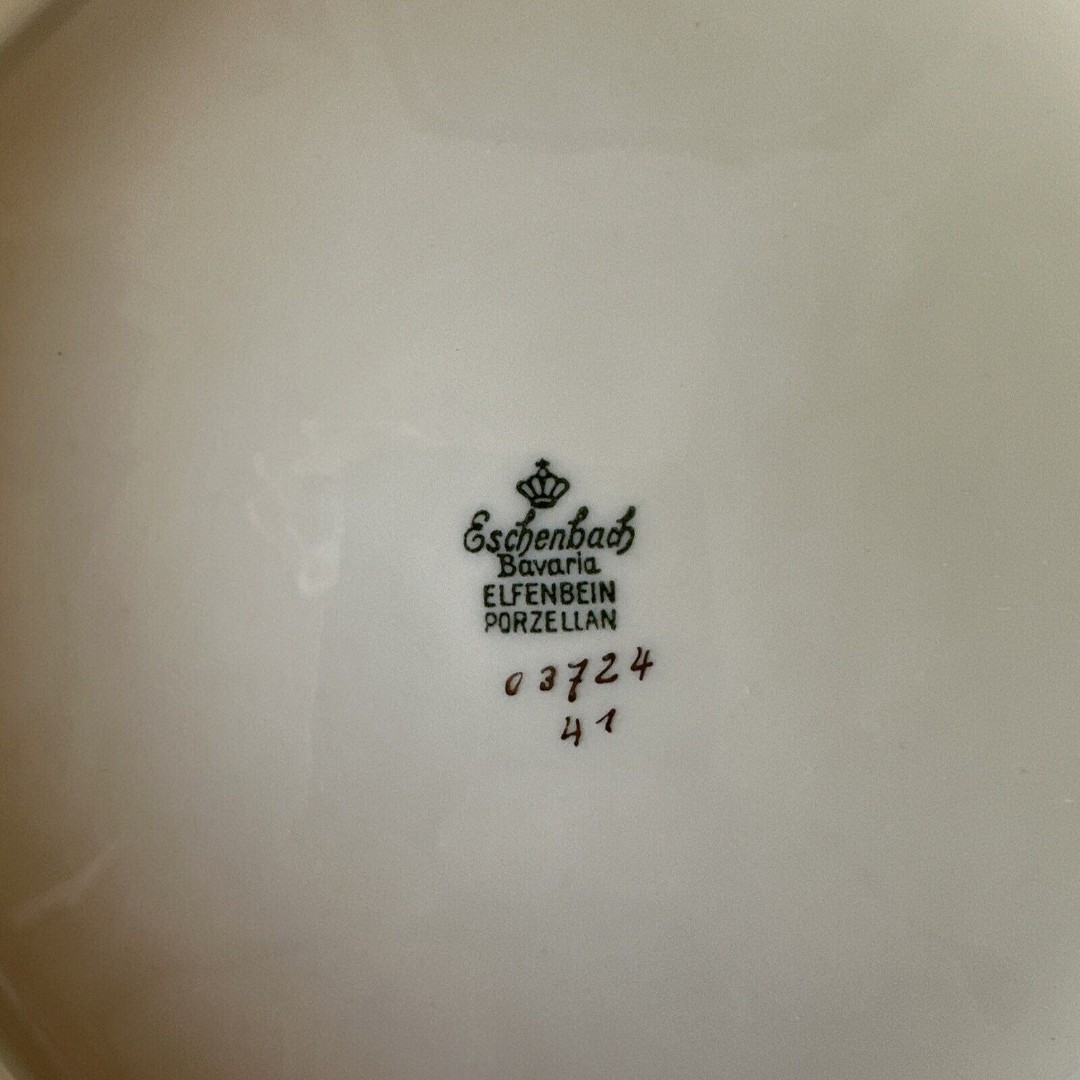 Eschenbach
Bavaria
ELFENBEIN
PORZELLAN
03724
41